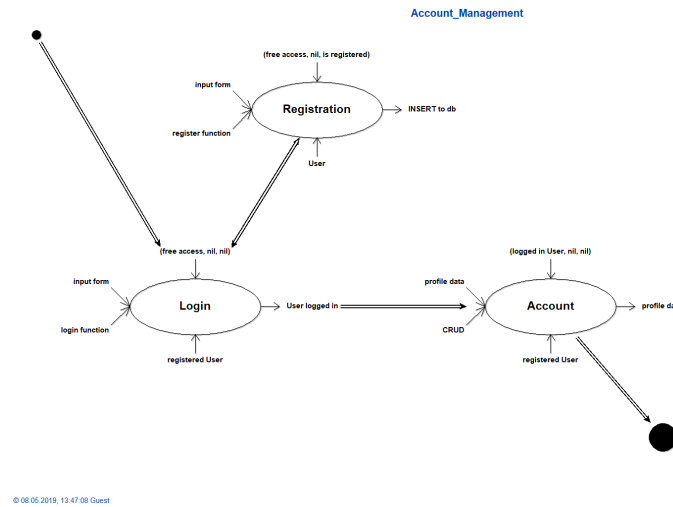 Account_Management
(free access, nil, is registered)
input form
Registration
INSERT to db
register function
User
(free access, nil, nil)
(logged in User, nil, nil)
input form
profile data
Login
User logged in
Account
profile da
login function
CRUD
registered User
registered User
© 08.05.2019, 13:47:08 Guest